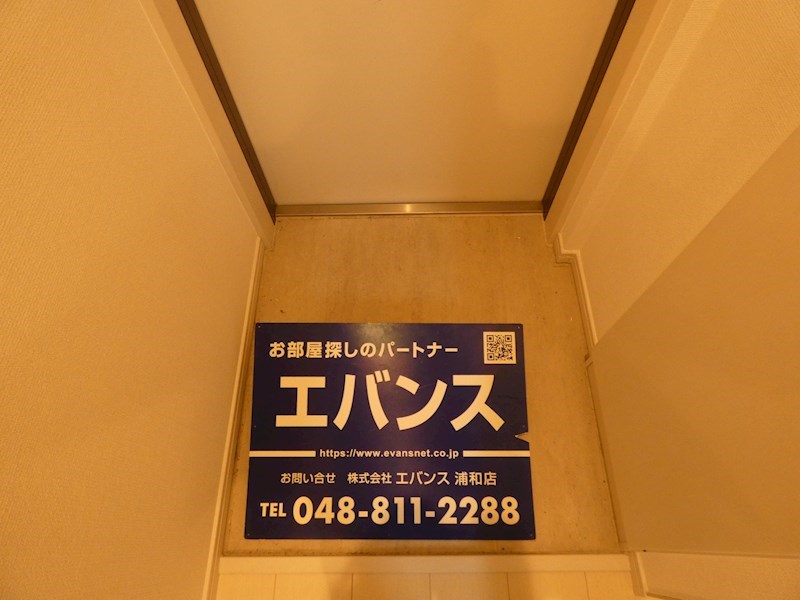 お部屋探しのパートナー
エバンス
https://www.evansnet.co.jp
お問い合せ 株式会社 エバンス 浦和店
TEL 048-811-2288